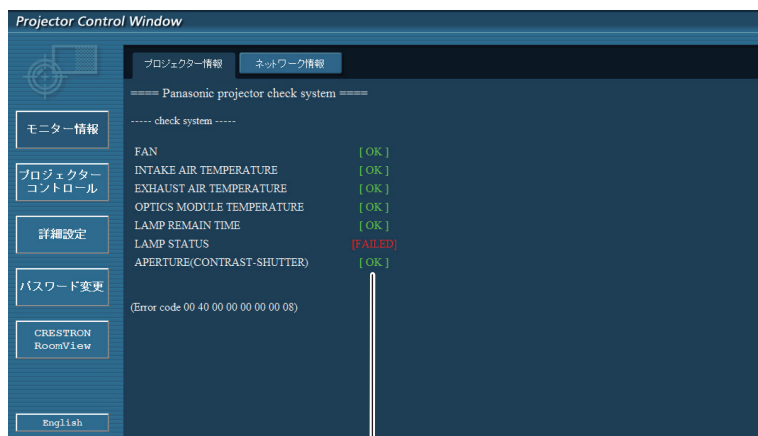 Projector Control Window
プロジェクター情報
ネットワーク情報
==== Panasonic projector check system ====
----- check system -----
FAN [ OK ]
INTAKE AIR TEMPERATURE [ OK ]
EXHAUST AIR TEMPERATURE [ OK ]
OPTICS MODULE TEMPERATURE [ OK ]
LAMP REMAIN TIME [ OK ]
LAMP STATUS [FAILED]
APERTURE(CONTRAST-SHUTTER) [ OK ]
(Error code 00 40 00 00 00 00 00 08)
モニター情報
プロジェクター
コントロール
詳細設定
パスワード変更
CRESTRON
RoomView
English